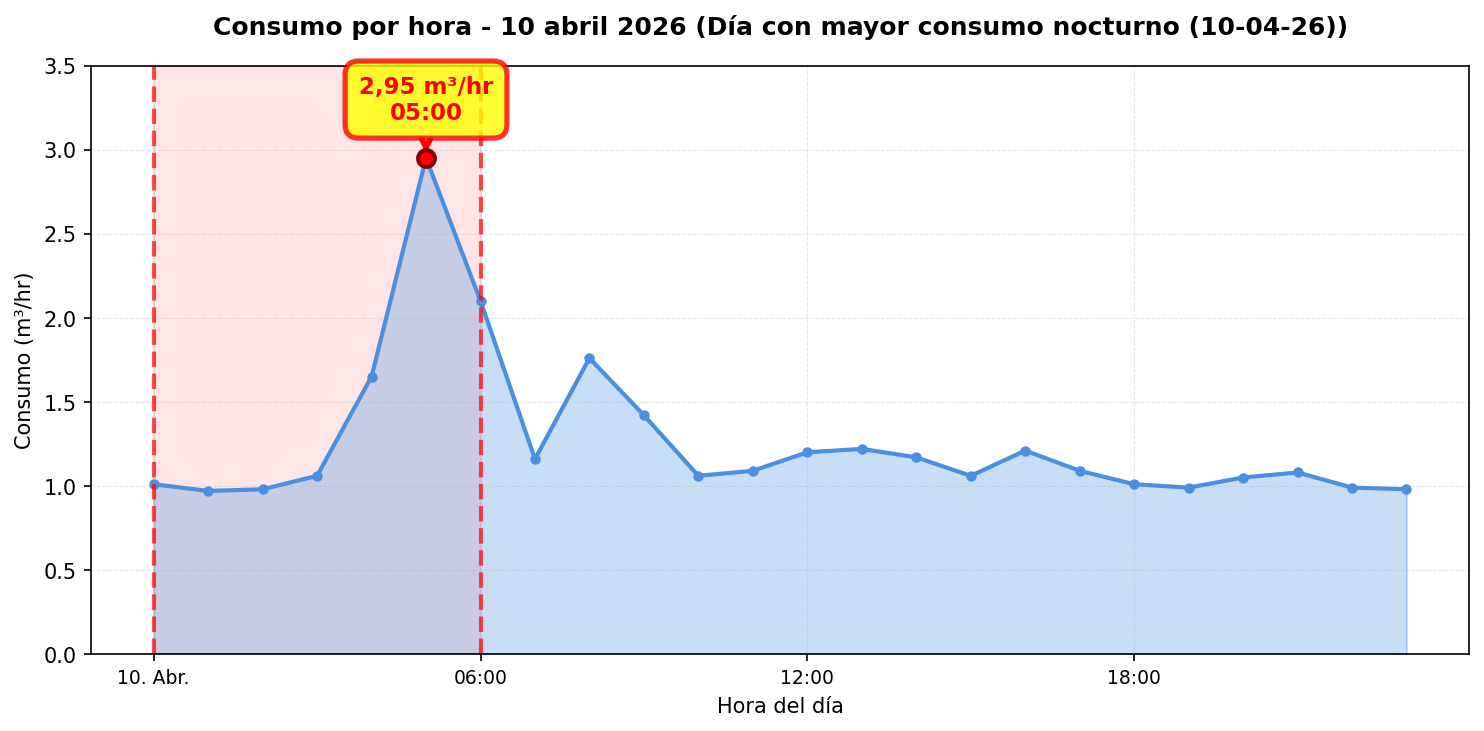 Consumo por hora - 10 abril 2026 (Día con mayor consumo nocturno (10-04-26))
2,95 m³/hr
05:00
Consumo (m³/hr)
3.5
3.0
2.5
2.0
1.5
1.0
0.5
0.0
10. Abr.
06:00
12:00
18:00
Hora del día